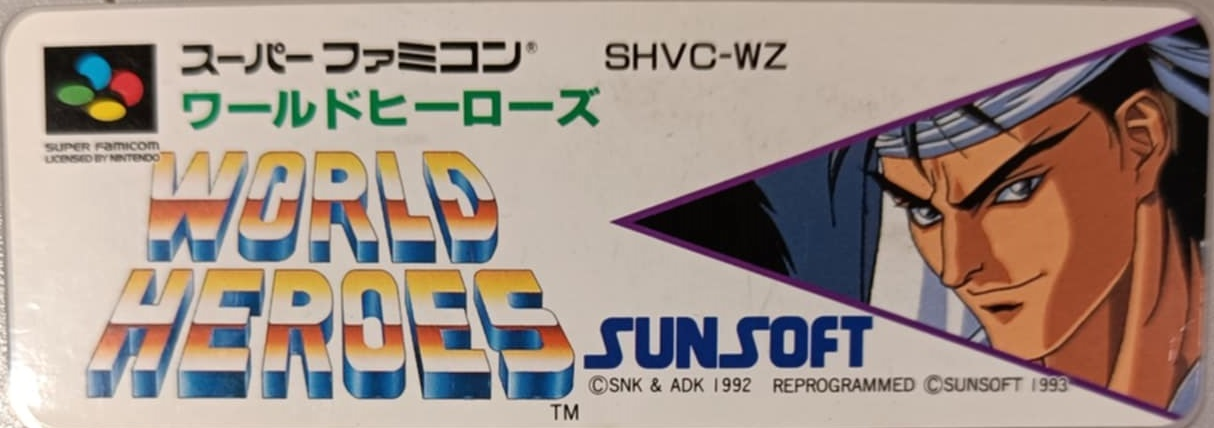 スーパーファミコン® SHVC-WZ
ワールドヒーローズ
SUPER FAMICOM
LICENSED BY NINTENDO
WORLD
HEROES
TM
SUNSOFT
©SNK & ADK 1992 REPROGRAMMED ©SUNSOFT 1993